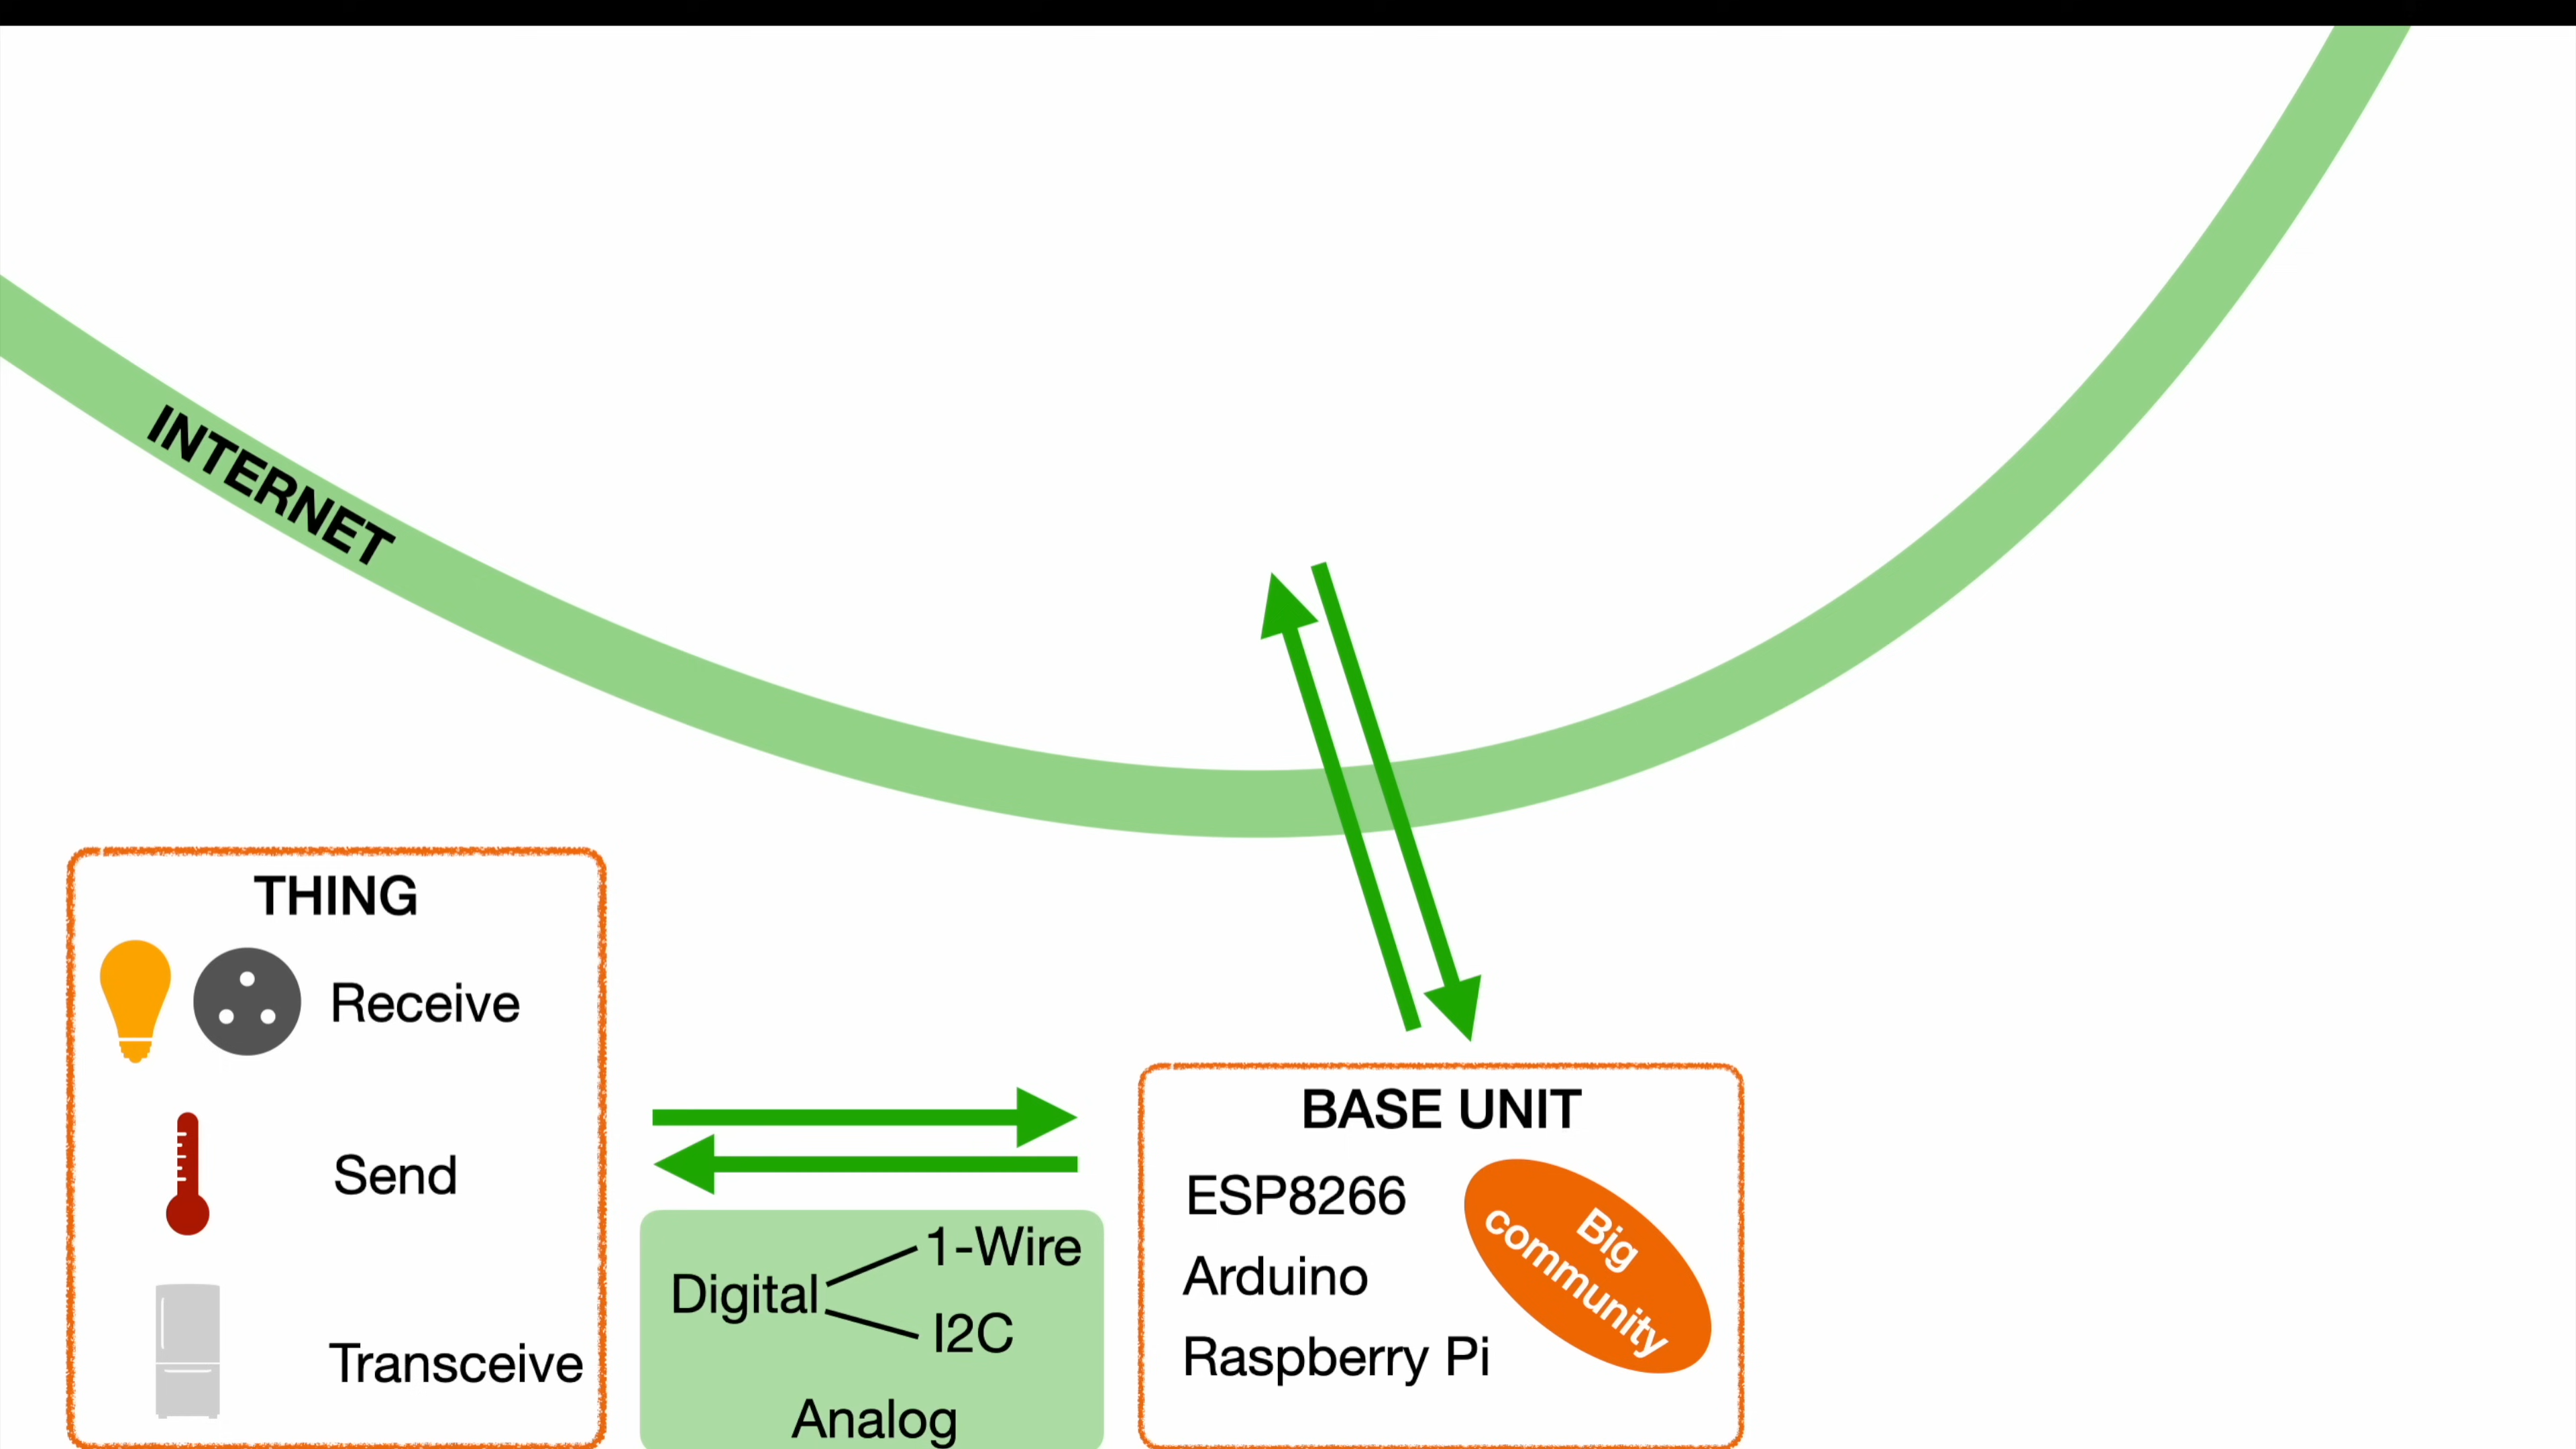 INTERNET
THING
Receive
Send
Transceive
1-Wire
Digital
I2C
Analog
BASE UNIT
ESP8266
Arduino
Raspberry Pi
Big
community